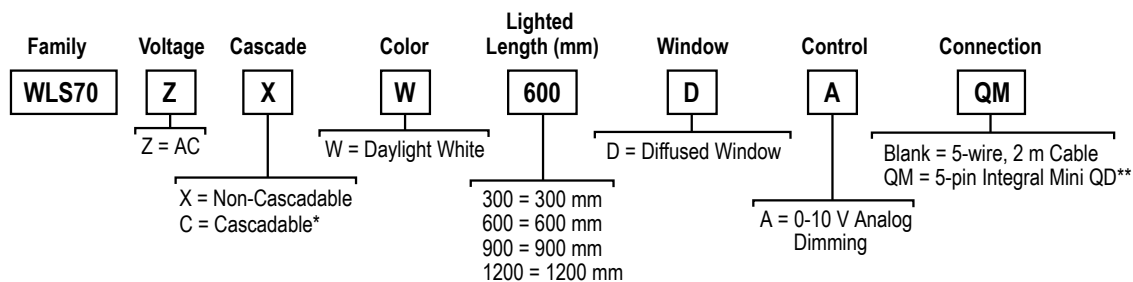 Family
Voltage
Cascade
Color
Lighted
Length (mm)
Window
Control
Connection
WLS70
Z
X
W
600
D
A
QM
Z = AC
X = Non-Cascadable
C = Cascadable*
W = Daylight White
300 = 300 mm
600 = 600 mm
900 = 900 mm
1200 = 1200 mm
D = Diffused Window
A = 0-10 V Analog
Dimming
Blank = 5-wire, 2 m Cable
QM = 5-pin Integral Mini QD**